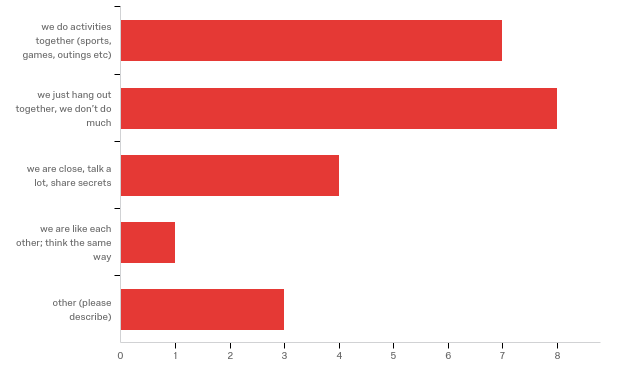 we do activities
together (sports,
games, outings etc)
we just hang out
together, we don't do
much
we are close, talk a
lot, share secrets
we are like each
other; think the same
way
other (please
describe)
0 1 2 3 4 5 6 7 8